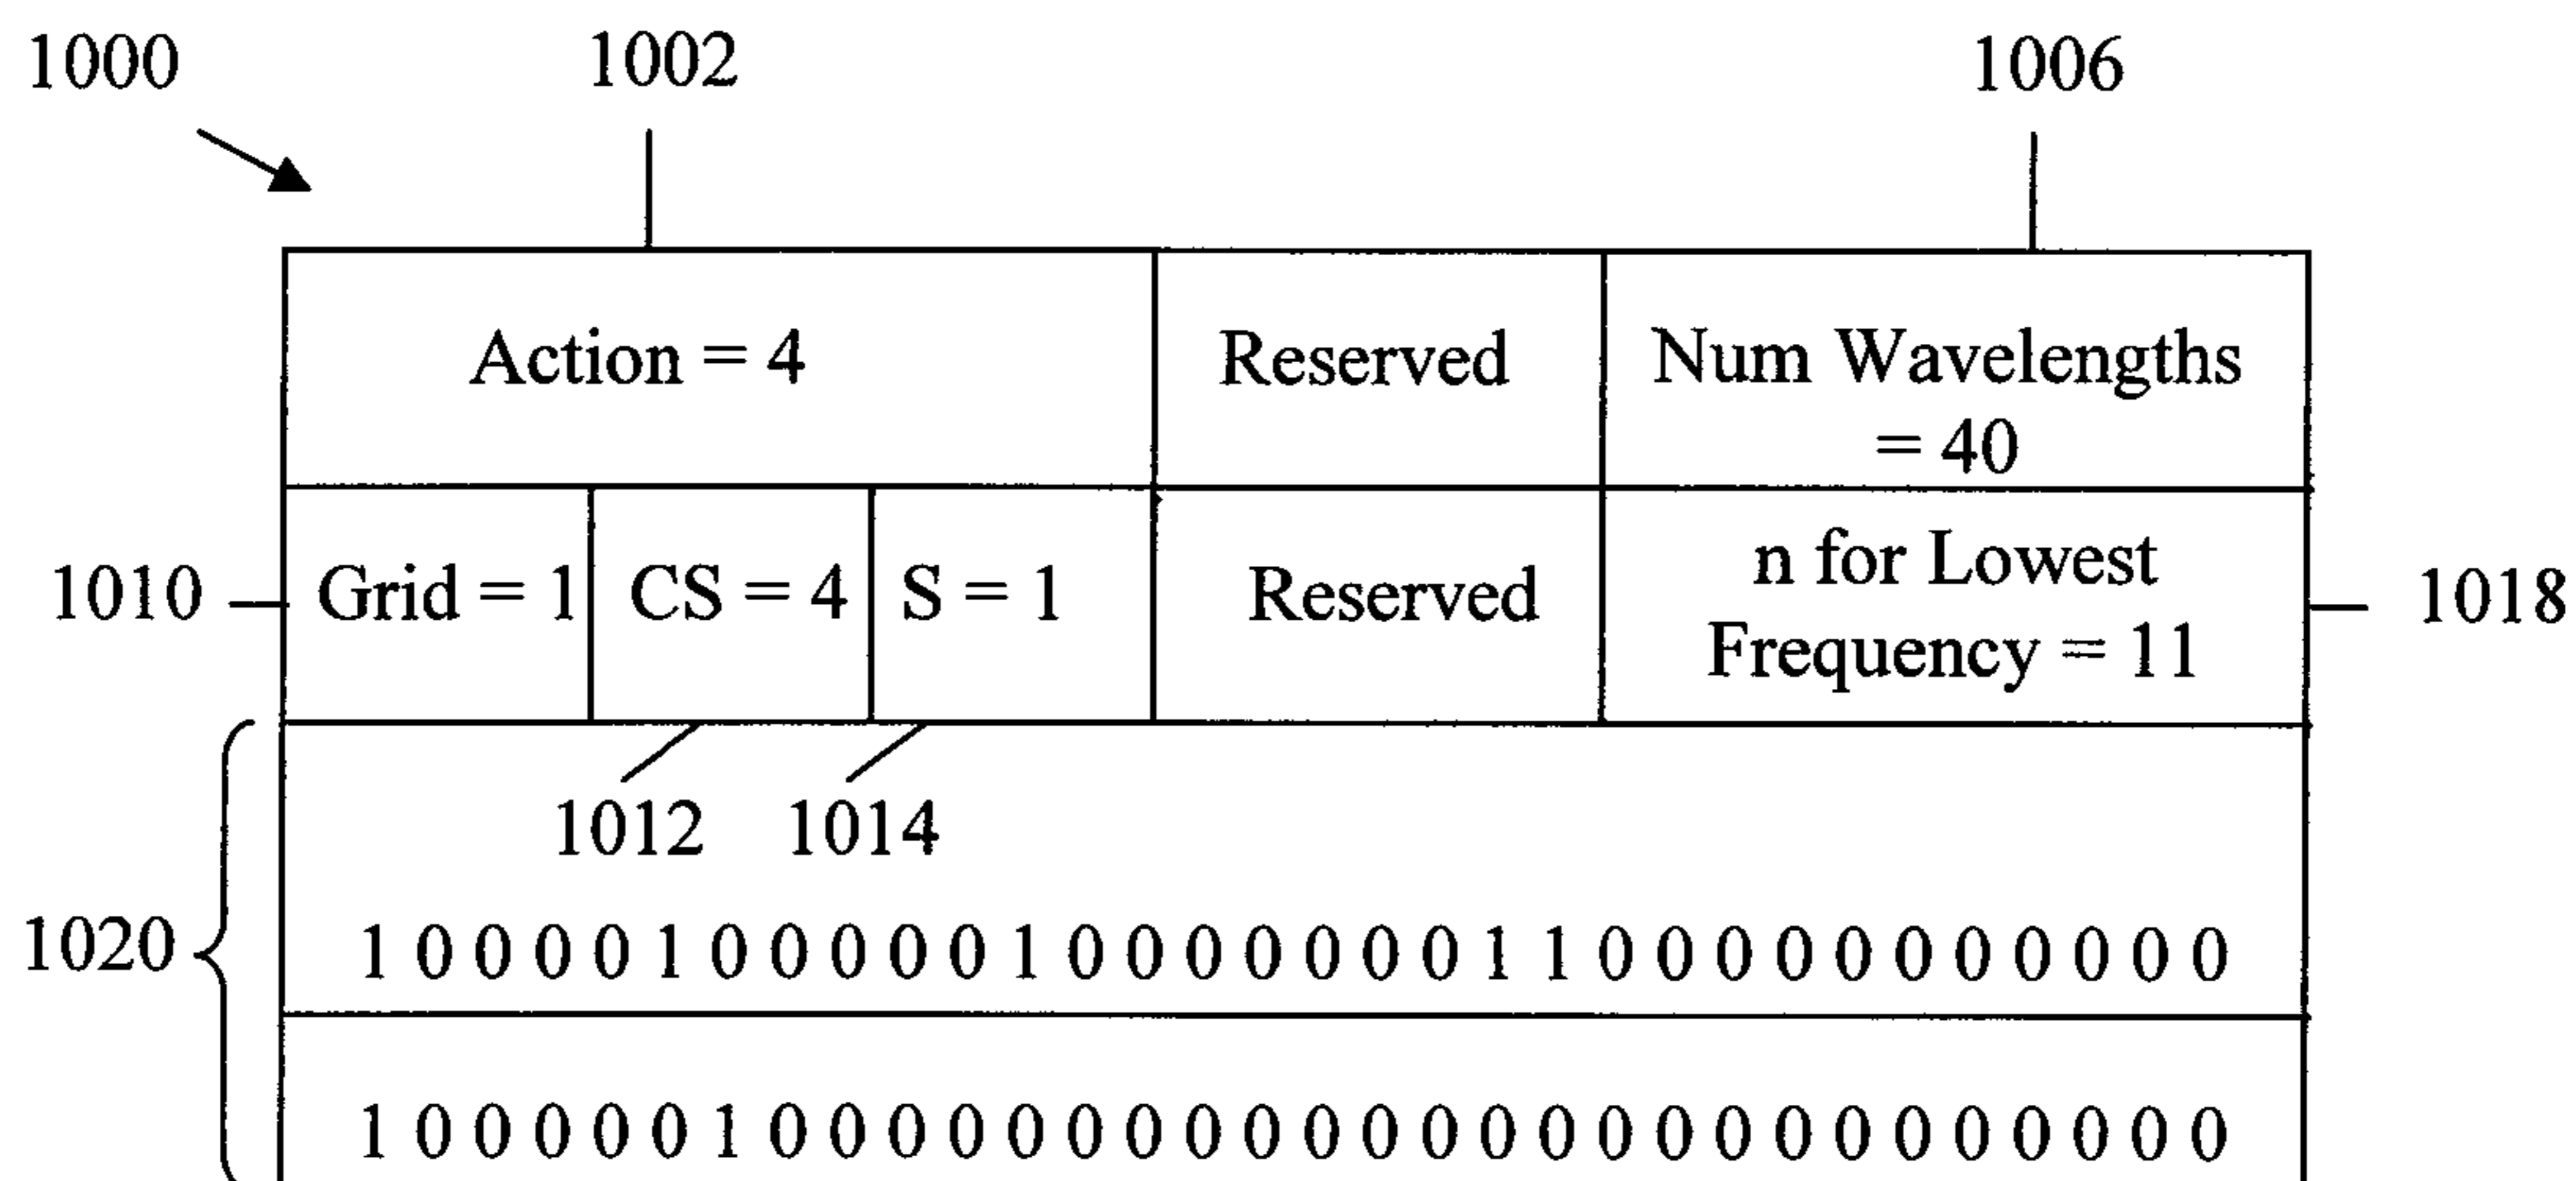 1000
1002
1006
Action = 4
Reserved
Num Wavelengths
= 40
1010
Grid = 1
CS = 4
S = 1
Reserved
n for Lowest
Frequency = 11
1018
1012
1014
1020
1 0 0 0 0 1 0 0 0 0 0 1 0 0 0 0 0 0 0 1 1 0 0 0 0 0 0 0 0 0 0 0
1 0 0 0 0 0 1 0 0 0 0 0 0 0 0 0 0 0 0 0 0 0 0 0 0 0 0 0 0 0 0 0